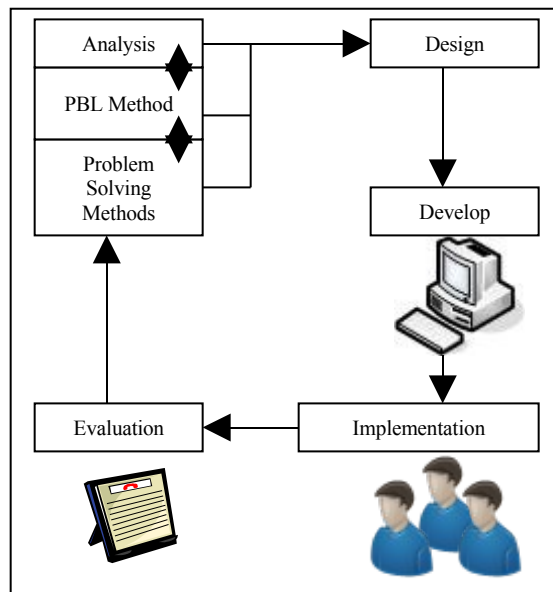 Analysis
Design
PBL Method
Problem
Solving
Methods
Develop
Evaluation
Implementation